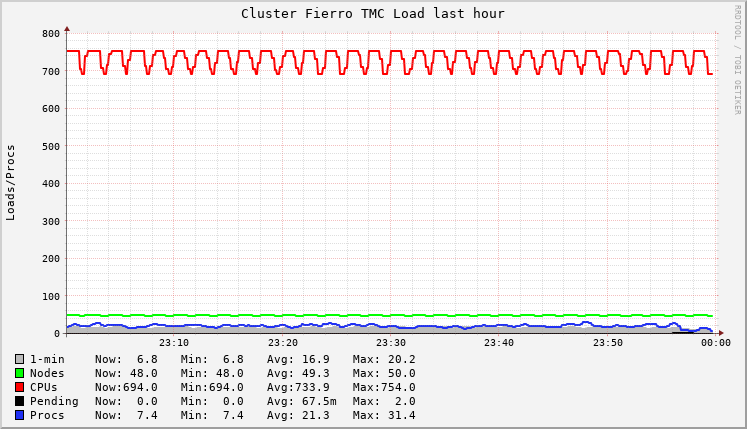 Cluster Fierro TMC Load last hour
RRDTOOL / TOBI OETIKER
Loads/Procs
800
700
600
500
400
300
200
100
0
23:10 23:20 23:30 23:40 23:50 00:00
1-min Now: 6.8 Min: 6.8 Avg: 16.9 Max: 20.2
Nodes Now: 48.0 Min: 48.0 Avg: 49.3 Max: 50.0
CPUs Now:694.0 Min:694.0 Avg:733.9 Max:754.0
Pending Now: 0.0 Min: 0.0 Avg: 67.5m Max: 2.0
Procs Now: 7.4 Min: 7.4 Avg: 21.3 Max: 31.4